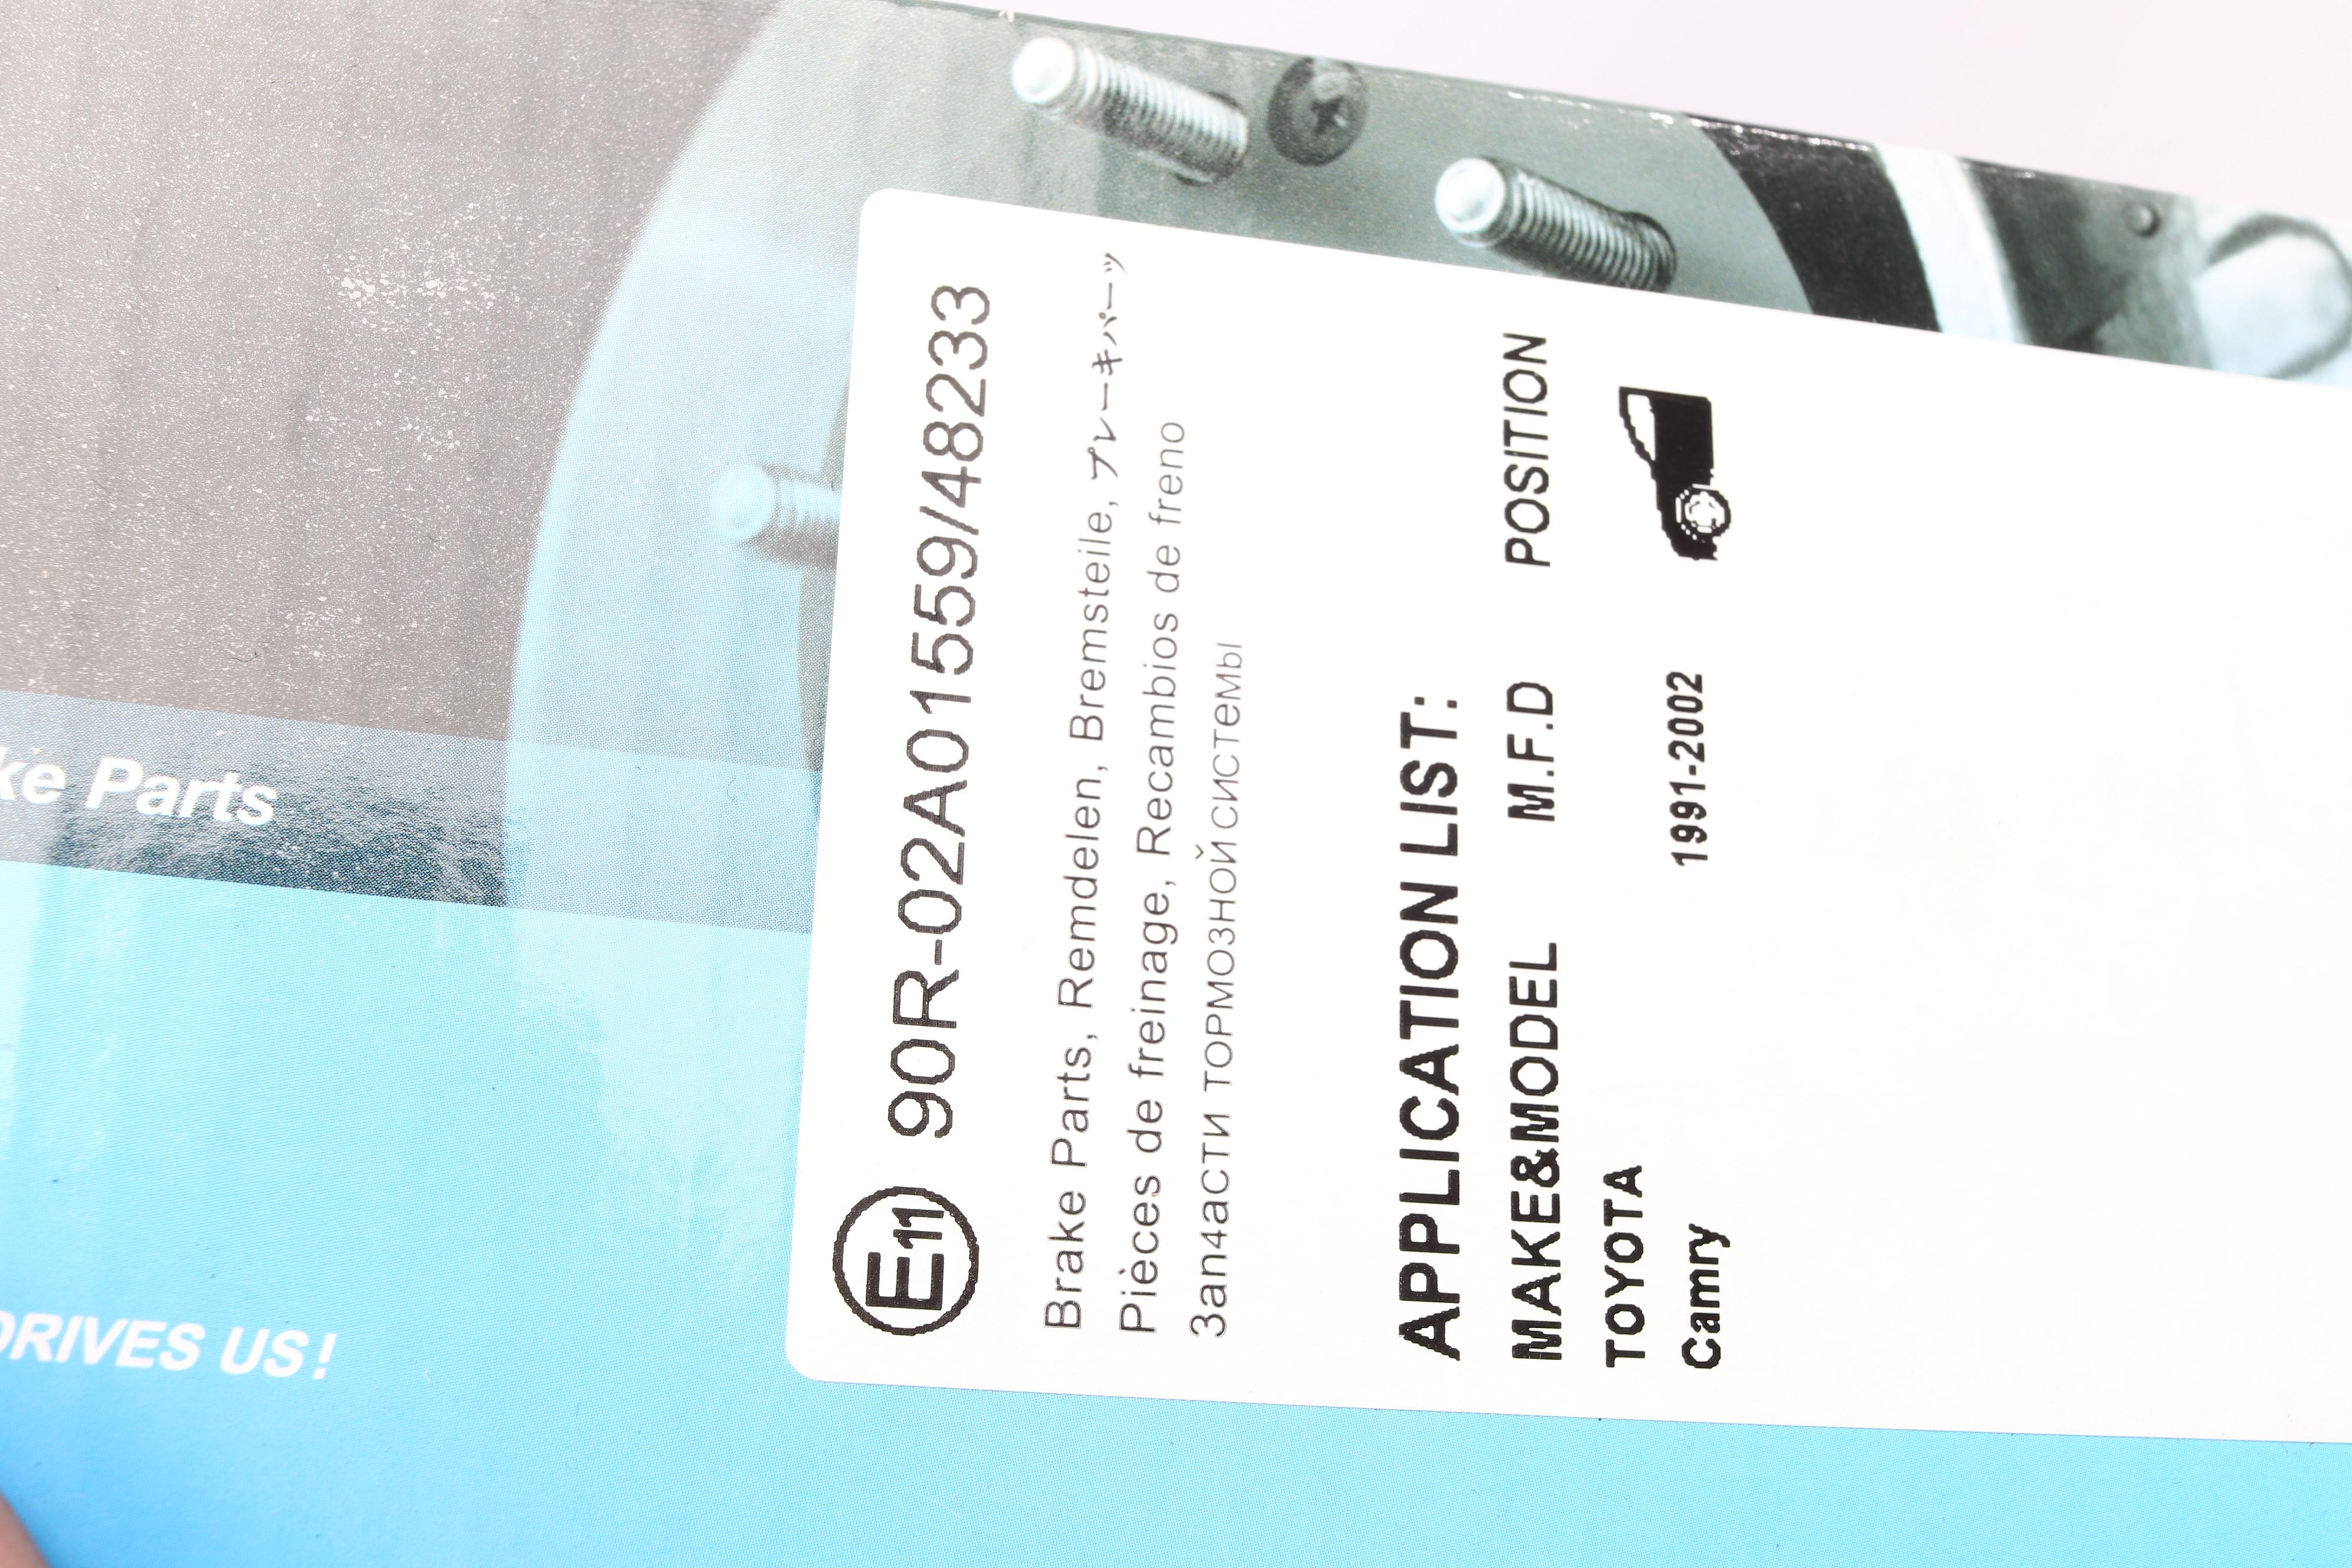 ke Parts
DRIVES US!
E11 90R-02A01559/48233
Brake Parts, Remdelen, Bremsteile, ブレーキパーツ
Pièces de freinage, Recambios de freno
3an4асти тормозной системы
APPLICATION LIST:
MAKE&MODEL M.F.D POSITION
TOYOTA
Camry 1991-2002